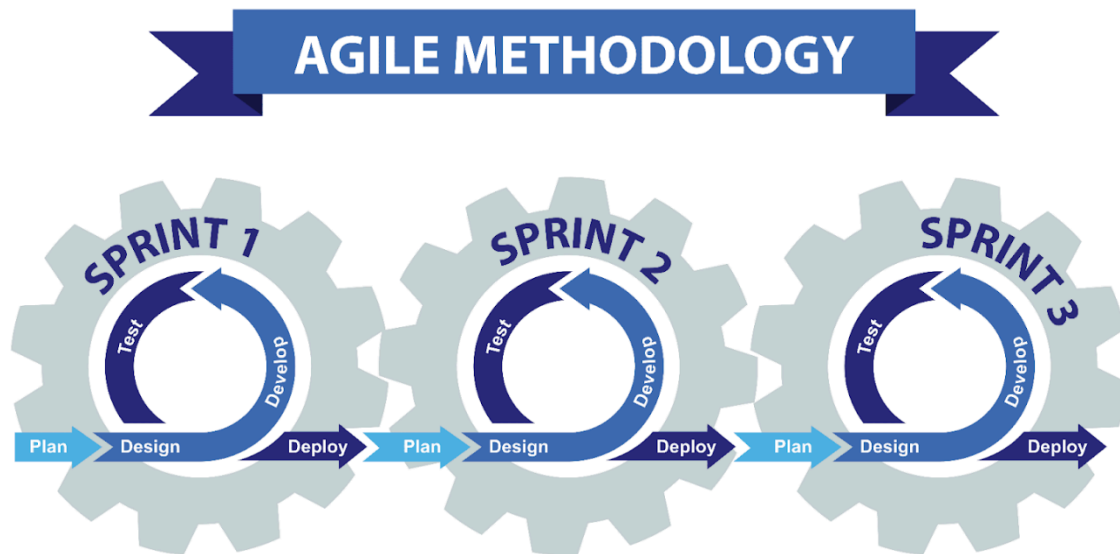 AGILE METHODOLOGY
SPRINT 1
Test
Develop
Plan
Design
Deploy
SPRINT 2
Test
Develop
Plan
Design
Deploy
SPRINT 3
Test
Develop
Plan
Design
Deploy